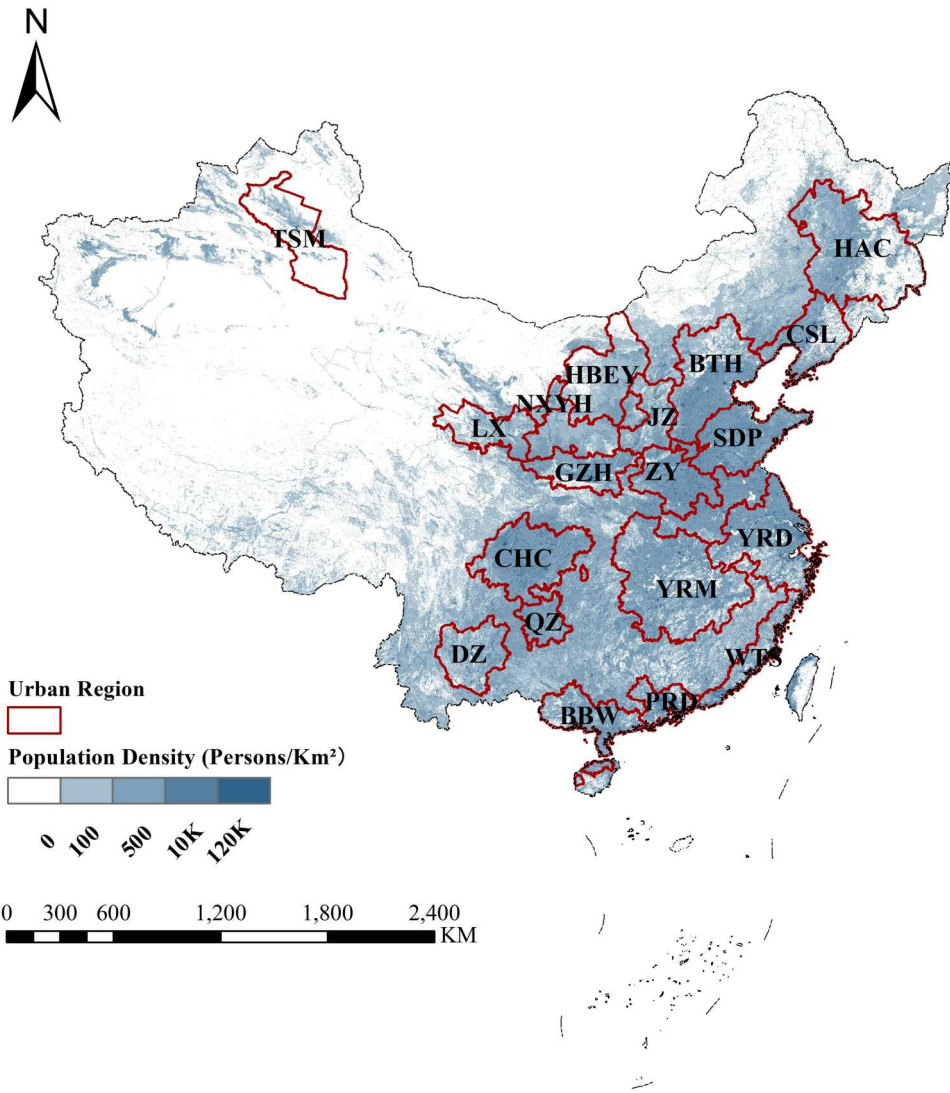 N
TSM
HAC
CSL
BTH
HBEY
NXYH
JZ
LX
SDP
GZH
ZY
YRD
CHC
YRM
QZ
DZ
WTS
PRD
BBW
Urban Region
Population Density (Persons/Km²)
0 100 500 10K 120K
0 300 600 1,200 1,800 2,400
KM